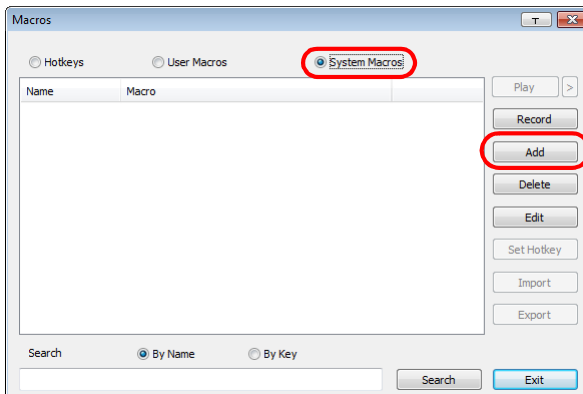 Macros
Hotkeys User Macros System Macros
Name Macro
Play >
Record
Add
Delete
Edit
Set Hotkey
Import
Export
Search By Name By Key
Search Exit